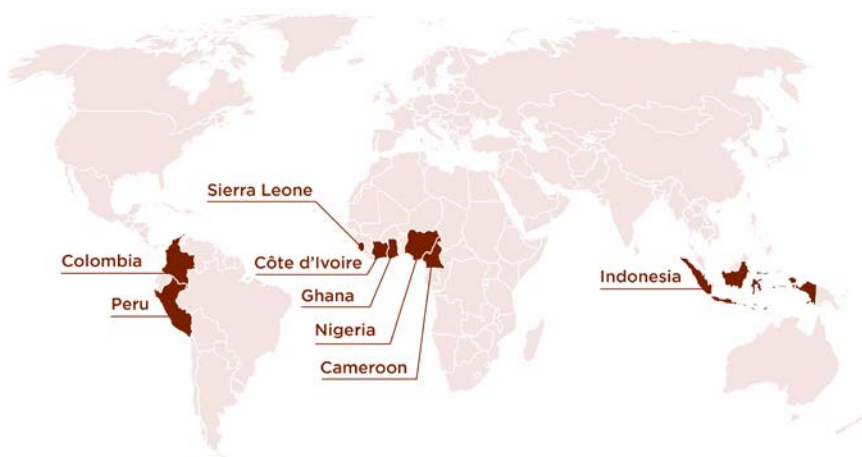 Sierra Leone
Colombia
Côte d'Ivoire
Indonesia
Ghana
Peru
Nigeria
Cameroon